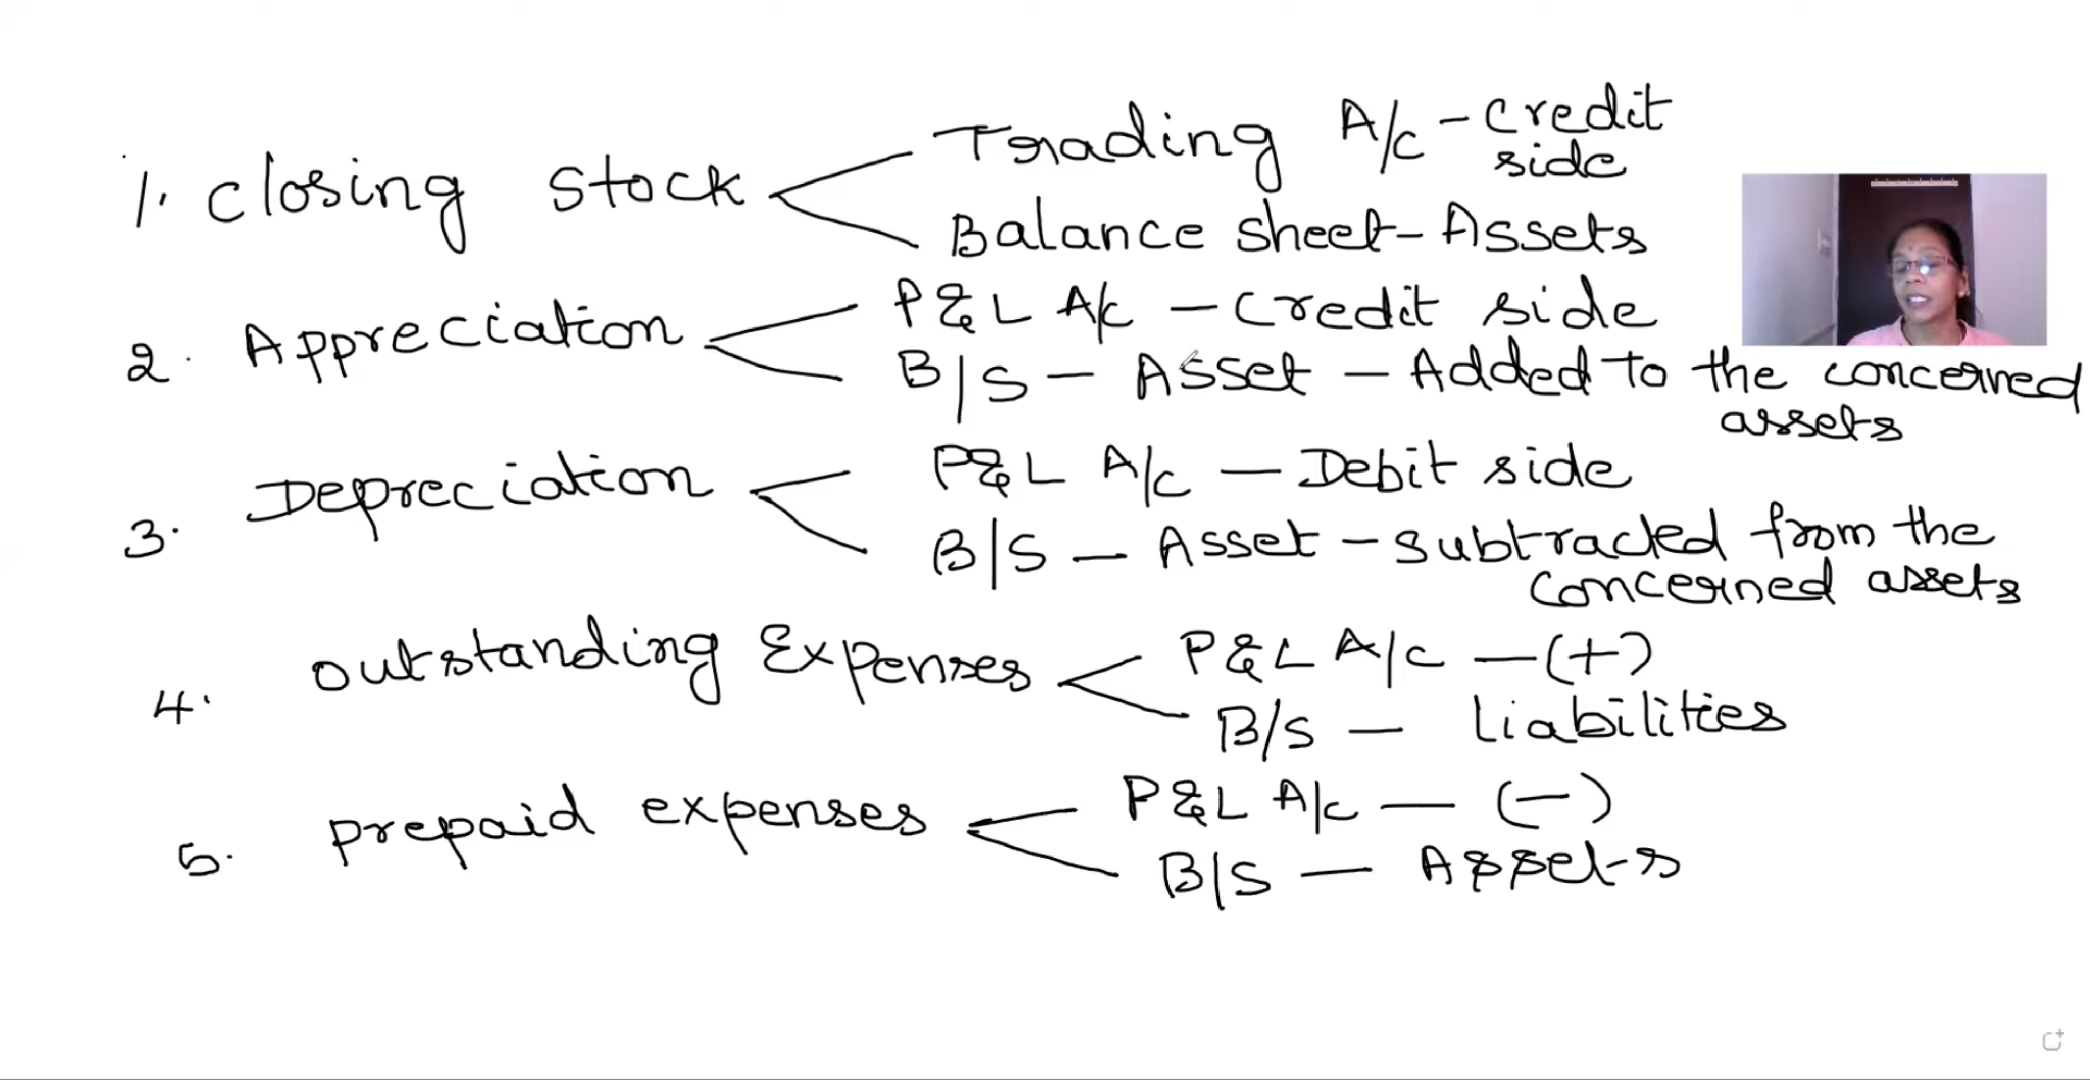 1. closing stock
Trading A/c - credit
side
Balance sheet - Assets
2. Appreciation
P&L A/c - credit side
B/S - Asset - Added to the concerned
assets
3. Depreciation
P&L A/c - Debit side
B/S - Asset - subtracted from the
concerned assets
4. outstanding Expenses
P&L A/c - (+)
B/S - liabilities
5. prepaid expenses
P&L A/c - (-)
B/S - Assets